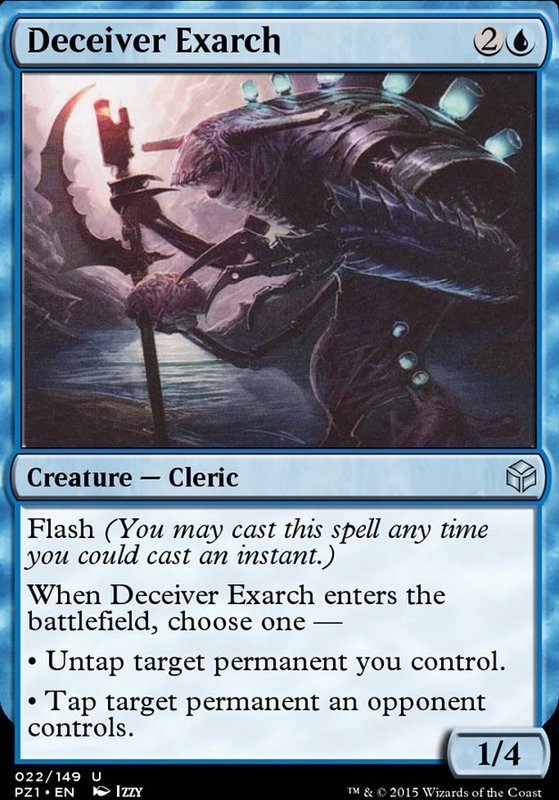 Deceiver Exarch 2
Creature — Cleric
Flash (You may cast this spell any time
you could cast an instant.)
When Deceiver Exarch enters the
battlefield, choose one —
• Untap target permanent you control.
• Tap target permanent an opponent
controls.
1/4
022/149 U
PZ1 • EN Izzy
™ & © 2015 Wizards of the Coast